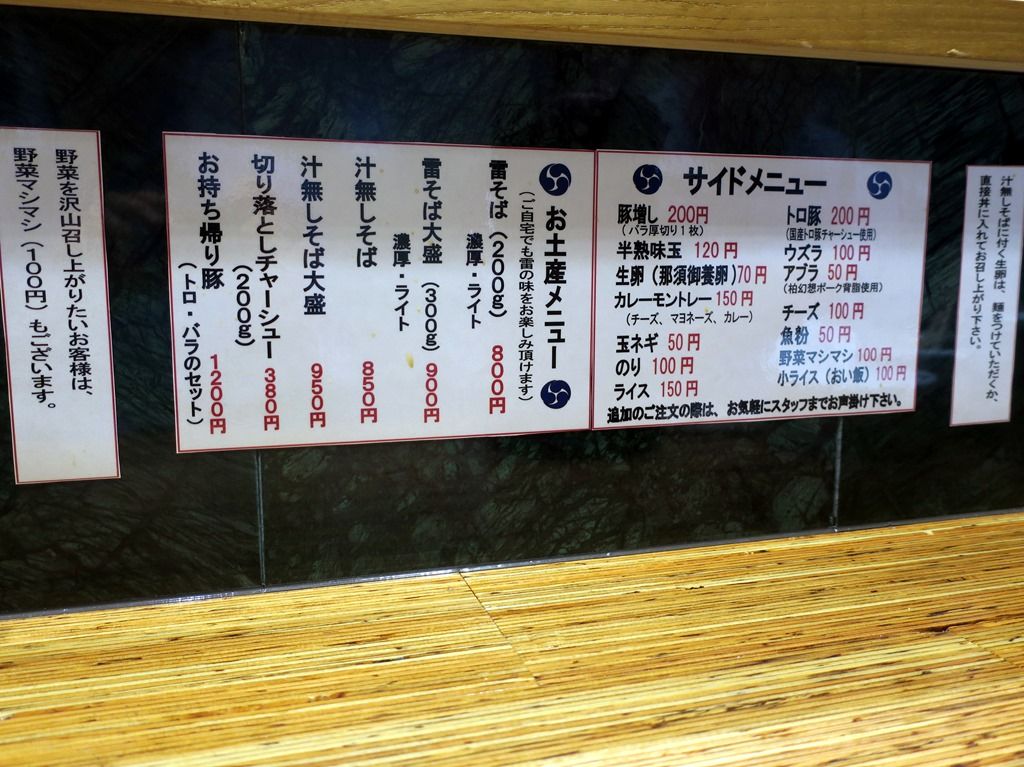 汁無しそばに付く生卵は、麺をつけていただくか、
直接丼に入れてお召し上がり下さい。
サイドメニュー
豚増し 200円
(バラ厚切り1枚)
半熟味玉 120円
生卵(那須御養卵)70円
カレーモントレー150円
(チーズ、マヨネーズ、カレー)
玉ネギ 50円
のり 100円
ライス 150円
トロ豚 200円
(国産トロ豚チャーシュー使用)
ウズラ 100円
アブラ 50円
(柏幻想ポーク背脂使用)
チーズ 100円
魚粉 50円
野菜マシマシ 100円
小ライス(おい飯)100円
追加のご注文の際は、お気軽にスタッフまでお声掛け下さい。
お土産メニュー
(ご自宅でも雷の味をお楽しみ頂けます)
雷そば(200g) 800円
濃厚・ライト
雷そば大盛(300g) 900円
濃厚・ライト
汁無しそば 850円
汁無しそば大盛 950円
切り落としチャーシュー 380円
(200g)
お持ち帰り豚 1200円
(トロ・バラのセット)
野菜を沢山召し上がりたいお客様は、
野菜マシマシ(100円)もございます。